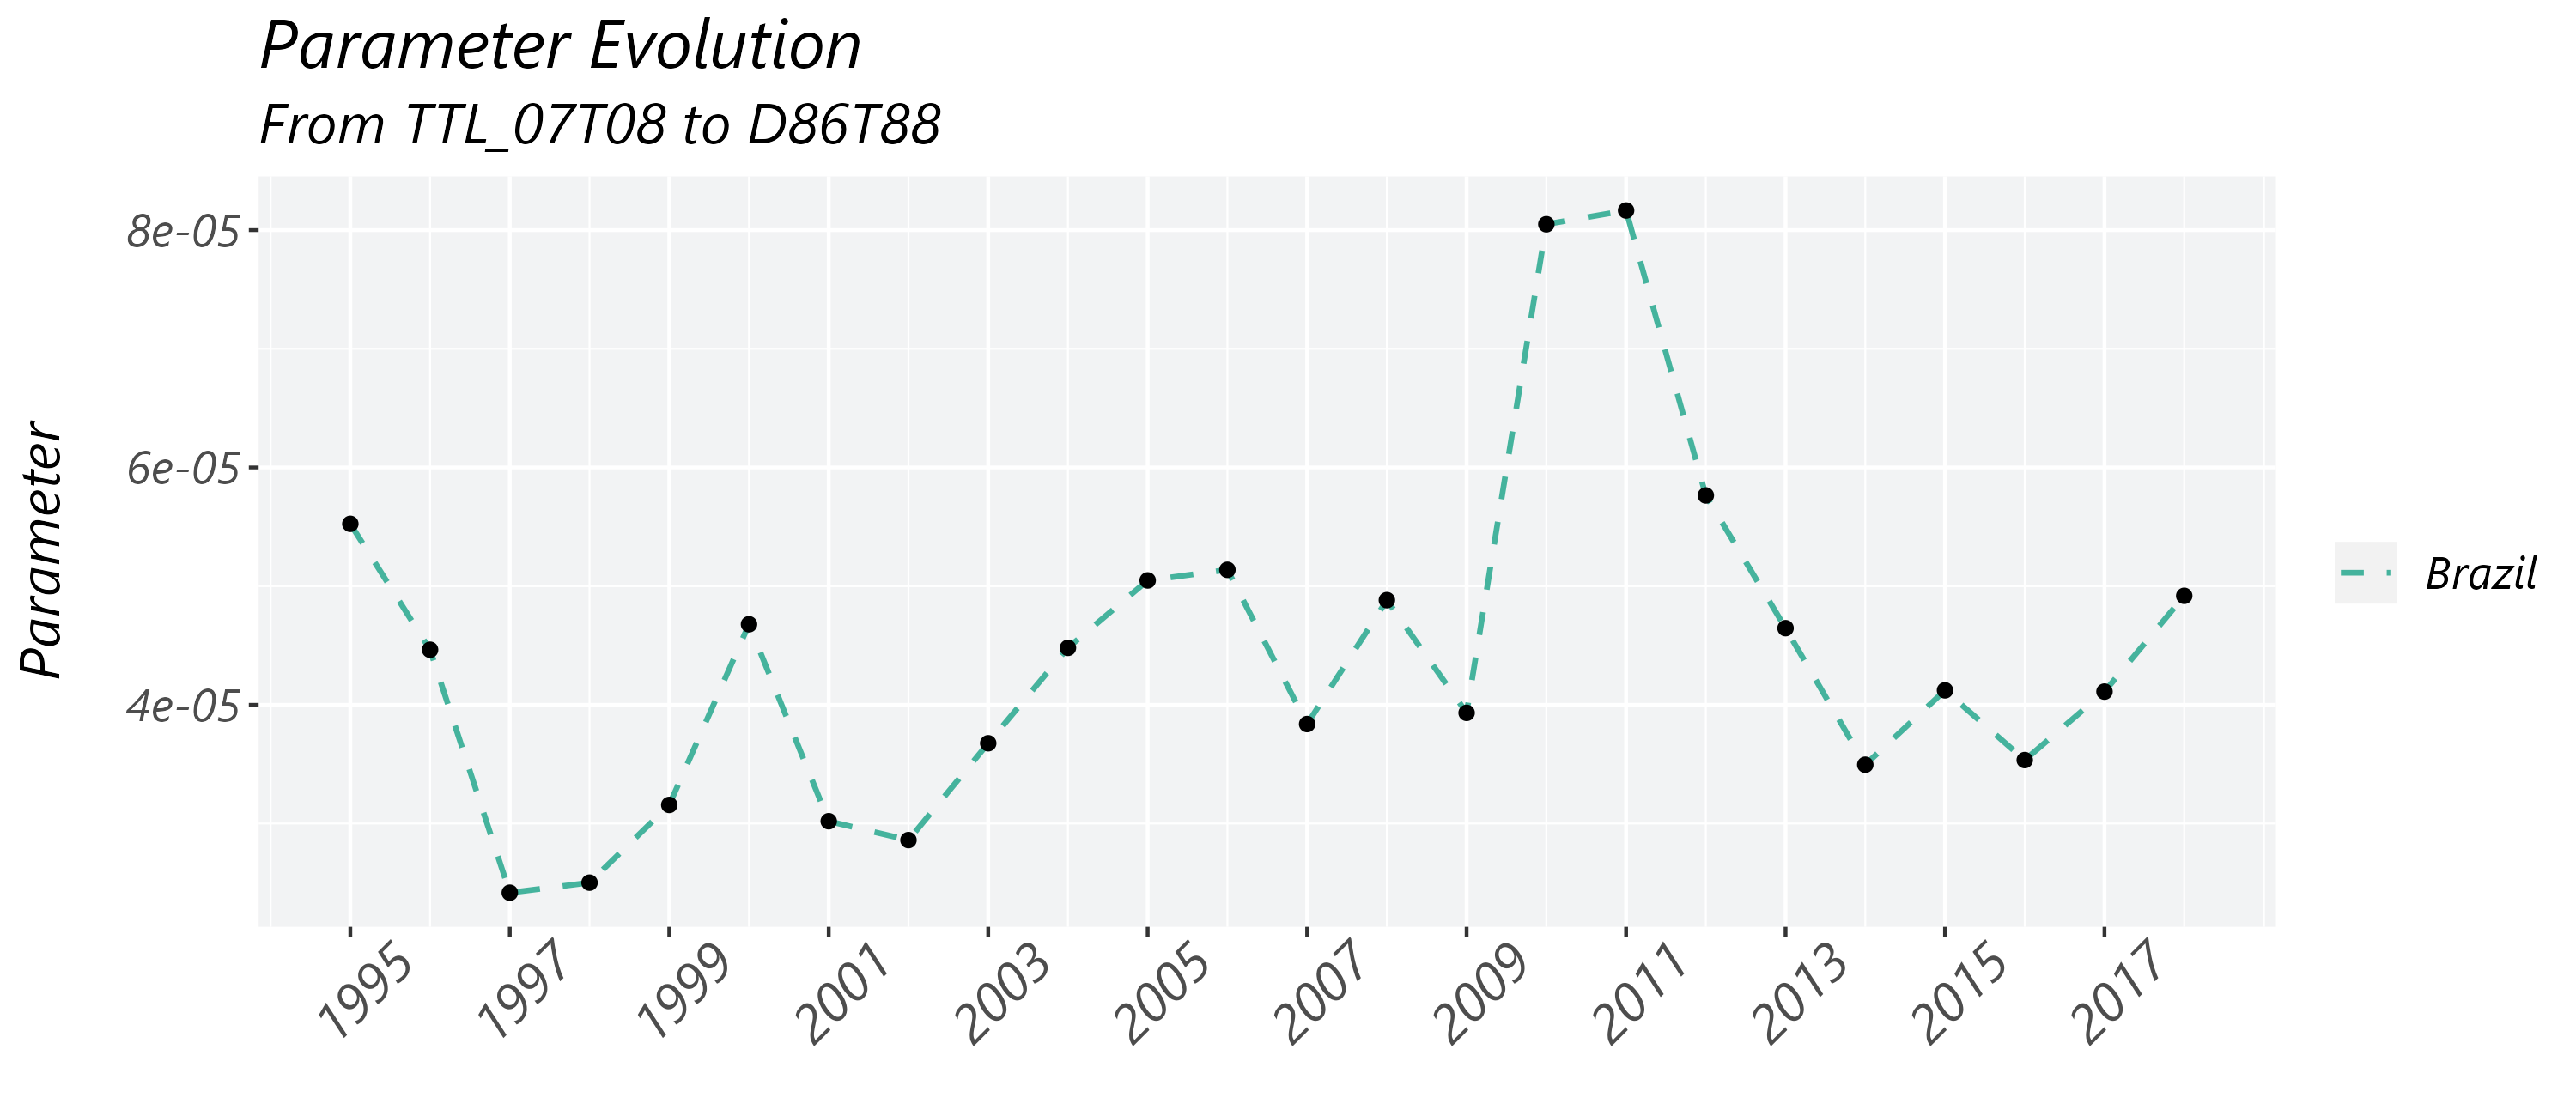 Parameter Evolution
From TTL_07T08 to D86T88
Parameter
8e-05
6e-05
4e-05
1995
1997
1999
2001
2003
2005
2007
2009
2011
2013
2015
2017
Brazil